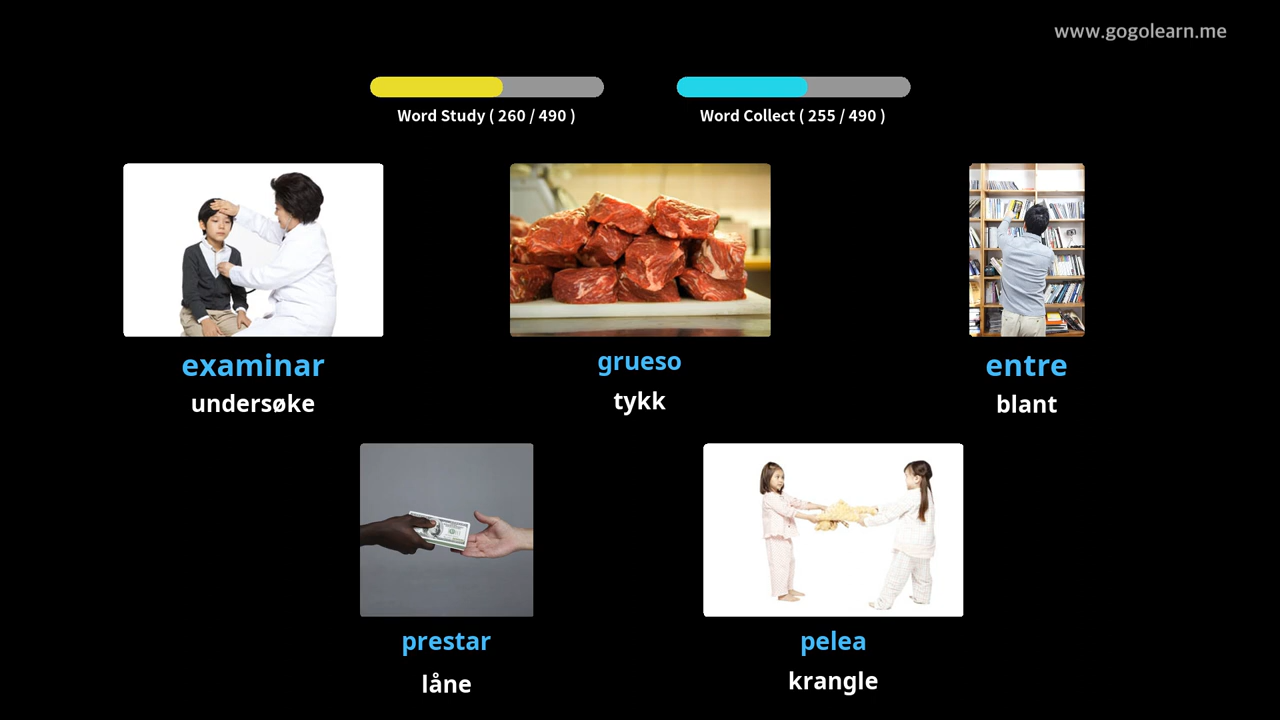 www.gogolearn.me
Word Study ( 260 / 490 )
Word Collect ( 255 / 490 )
examinar
undersøke
grueso
tykk
entre
blant
prestar
låne
pelea
krangle